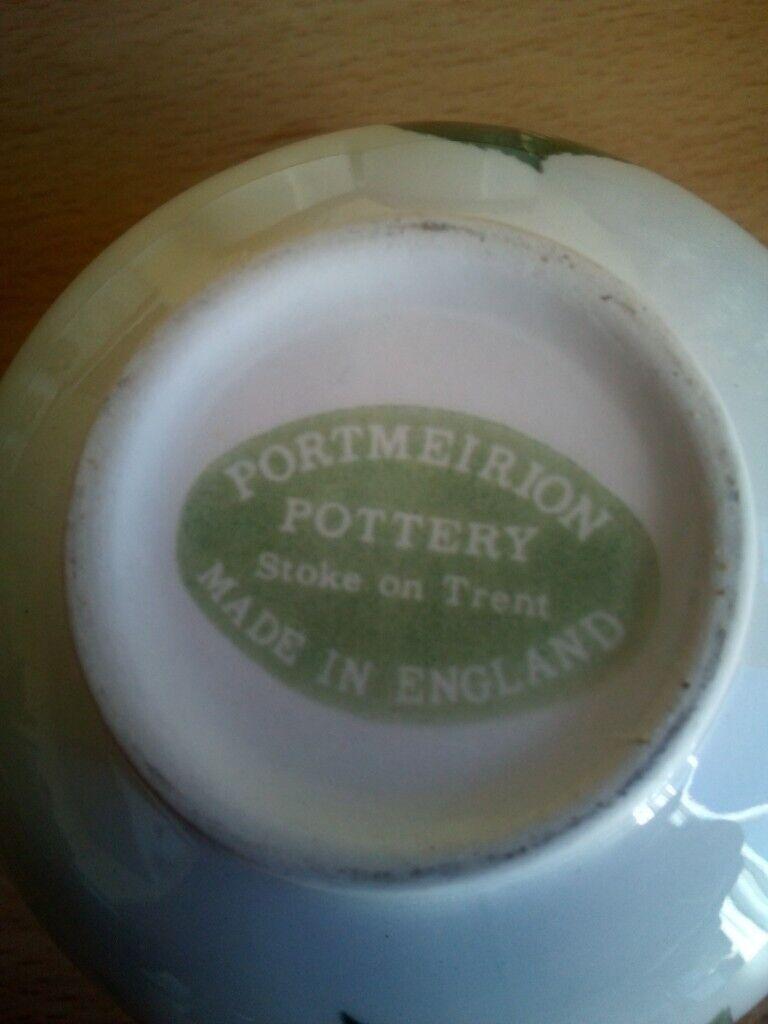 PORTMEIRION
POTTERY
Stoke on Trent
MADE IN ENGLAND